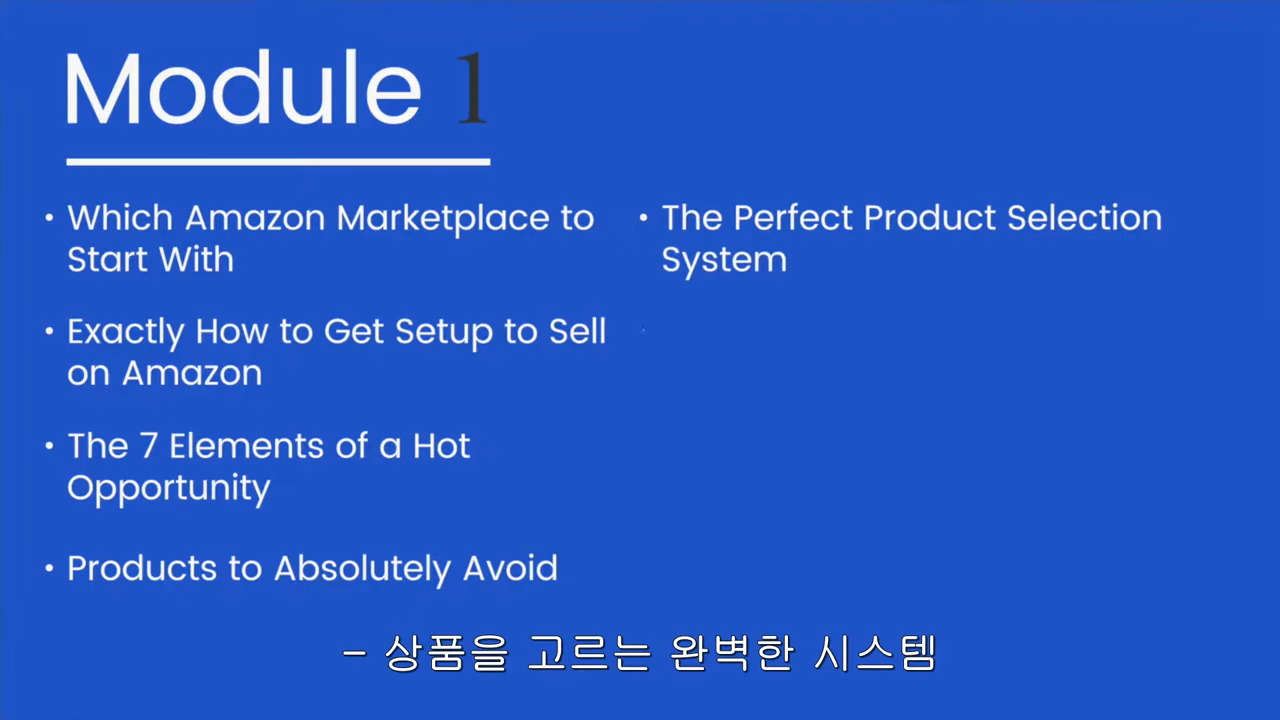 Module 1
• Which Amazon Marketplace to
Start With
• Exactly How to Get Setup to Sell
on Amazon
• The 7 Elements of a Hot
Opportunity
• Products to Absolutely Avoid
• The Perfect Product Selection
System
– 상품을 고르는 완벽한 시스템